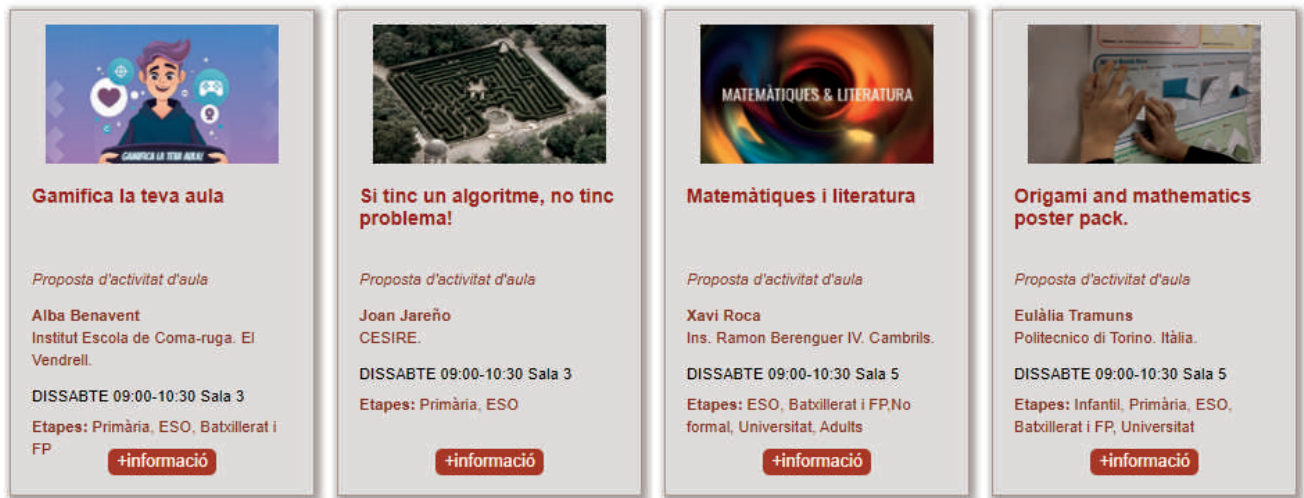 GAMIFICA LA TEVA AULA!
Gamifica la teva aula
Proposta d'activitat d'aula
Alba Benavent
Institut Escola de Coma-ruga. El
Vendrell.
DISSABTE 09:00-10:30 Sala 3
Etapes: Primària, ESO, Batxillerat i
FP
+informació
Si tinc un algoritme, no tinc
problema!
Proposta d'activitat d'aula
Joan Jareño
CESIRE.
DISSABTE 09:00-10:30 Sala 3
Etapes: Primària, ESO
+informació
MATEMÀTIQUES & LITERATURA
Matemàtiques i literatura
Proposta d'activitat d'aula
Xavi Roca
Ins. Ramon Berenguer IV. Cambrils.
DISSABTE 09:00-10:30 Sala 5
Etapes: ESO, Batxillerat i FP,No
formal, Universitat, Adults
+informació
Origami and mathematics
poster pack.
Proposta d'activitat d'aula
Eulàlia Tramuns
Politecnico di Torino. Itàlia.
DISSABTE 09:00-10:30 Sala 5
Etapes: Infantil, Primària, ESO,
Batxillerat i FP, Universitat
+informació